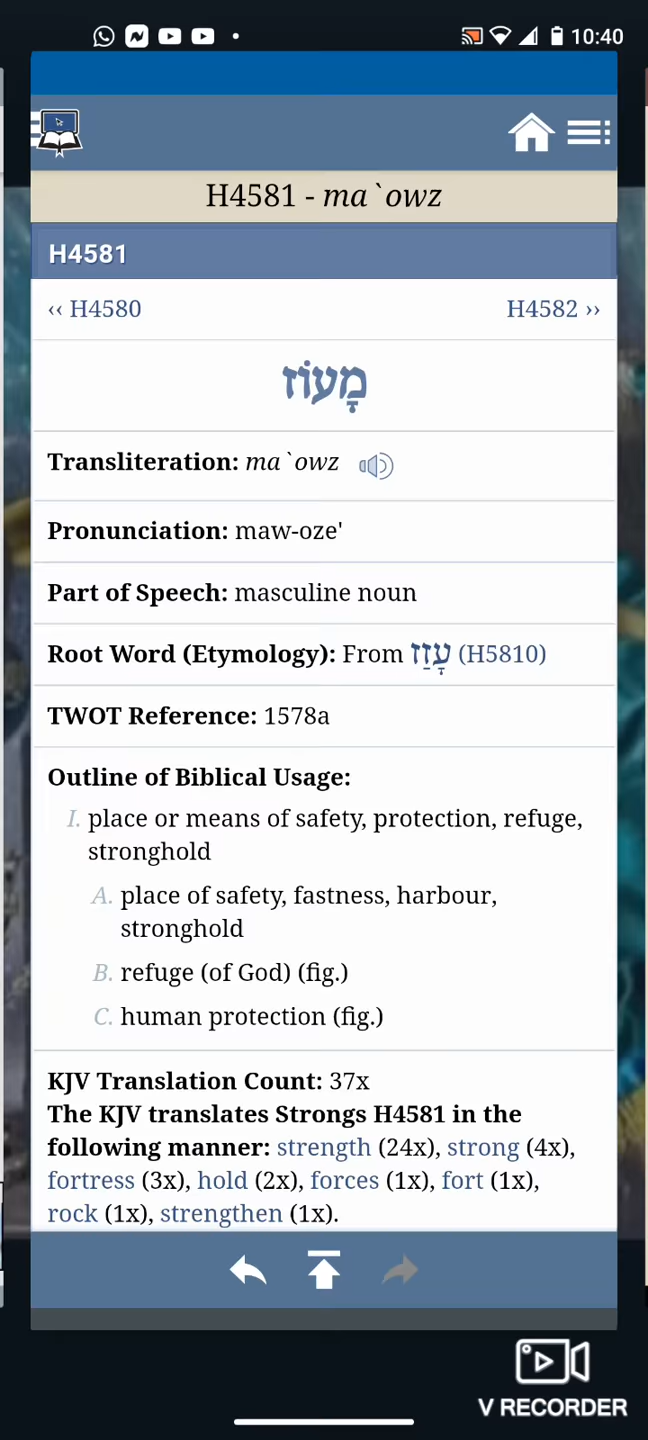 10:40
H4581 - ma`owz
H4581
‹‹ H4580 H4582 ››
מָעוֹז
Transliteration: ma`owz
Pronunciation: maw-oze'
Part of Speech: masculine noun
Root Word (Etymology): From עָזַז (H5810)
TWOT Reference: 1578a
Outline of Biblical Usage:
I. place or means of safety, protection, refuge,
stronghold
A. place of safety, fastness, harbour,
stronghold
B. refuge (of God) (fig.)
C. human protection (fig.)
KJV Translation Count: 37x
The KJV translates Strongs H4581 in the
following manner: strength (24x), strong (4x),
fortress (3x), hold (2x), forces (1x), fort (1x),
rock (1x), strengthen (1x).
V RECORDER